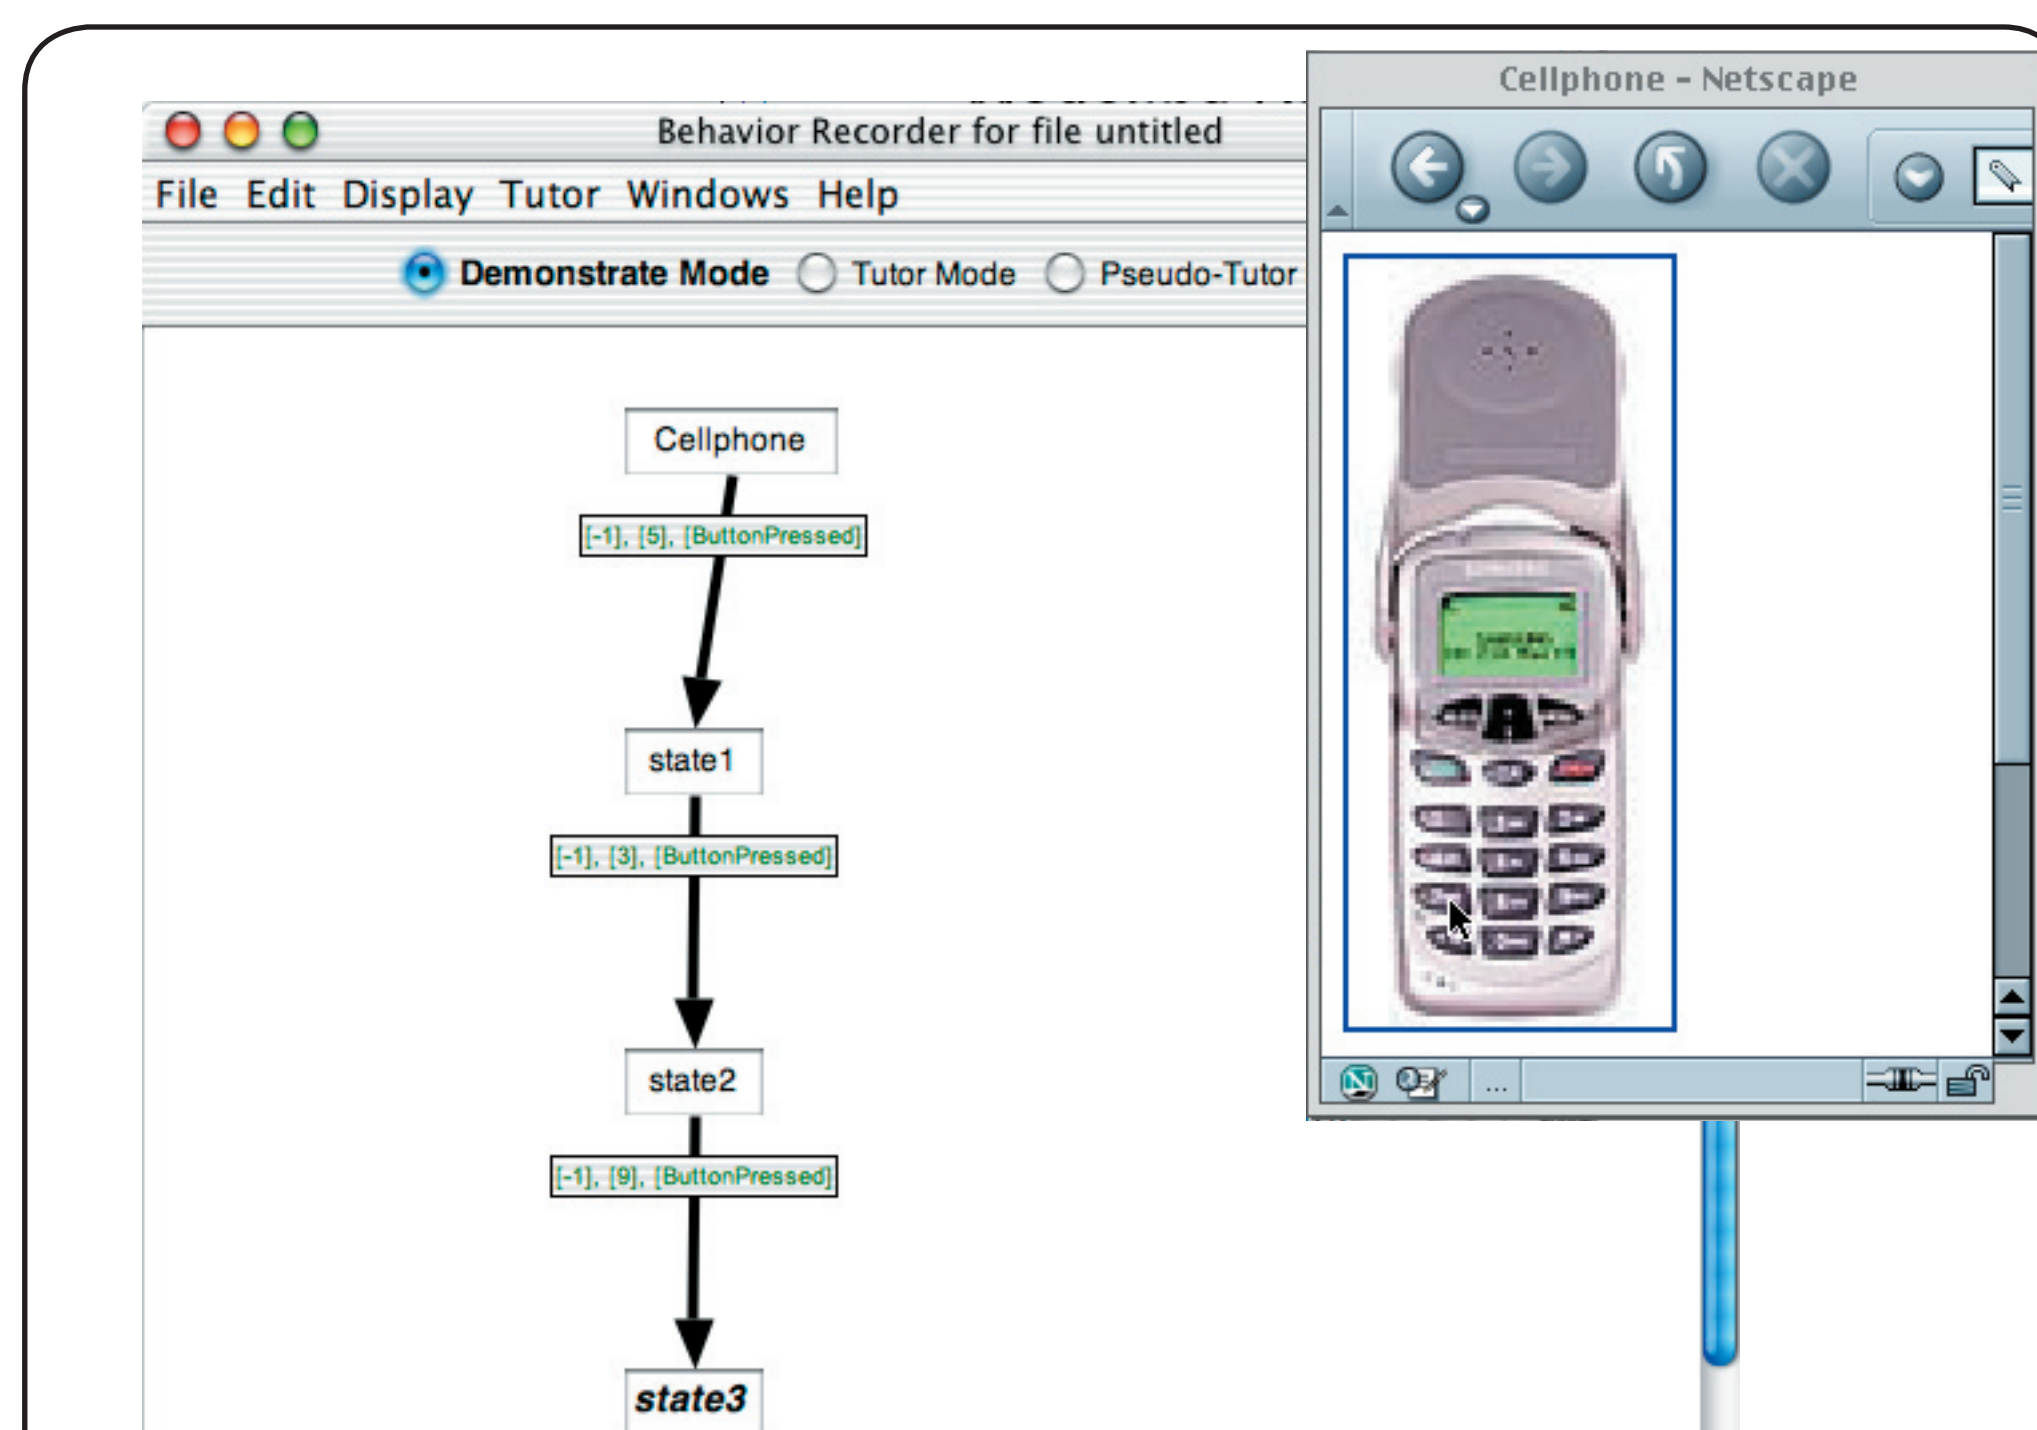 Cellphone - Netscape
Behavior Recorder for file untitled
File Edit Display Tutor Windows Help
Demonstrate Mode Tutor Mode Pseudo-Tutor
Cellphone
[-1], [5], [ButtonPressed]
state1
[-1], [3], [ButtonPressed]
state2
[-1], [9], [ButtonPressed]
state3
...